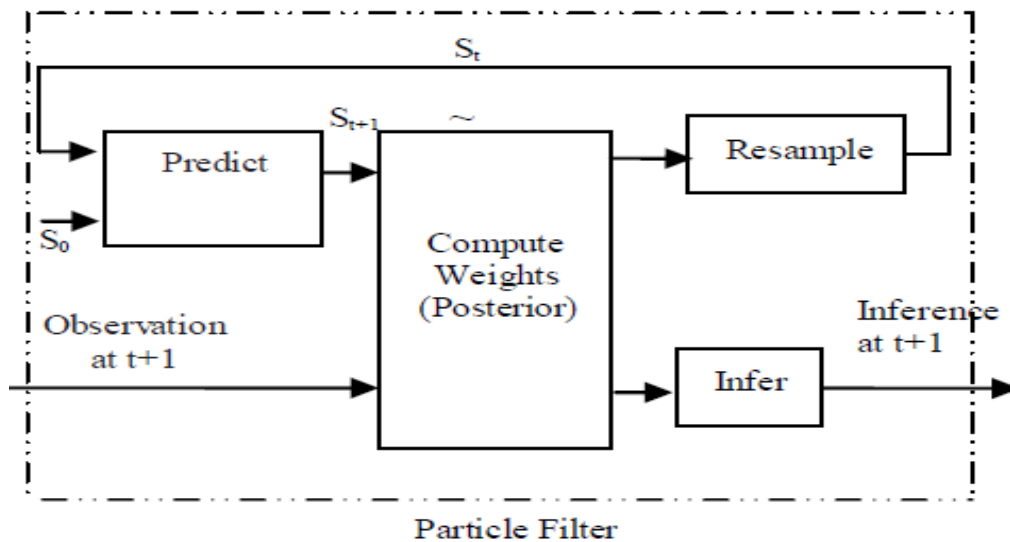 Sₜ
Sₜ₊₁ ~
Predict
Resample
S₀
Compute
Weights
(Posterior)
Observation
at t+1
Inference
at t+1
Infer
Particle Filter